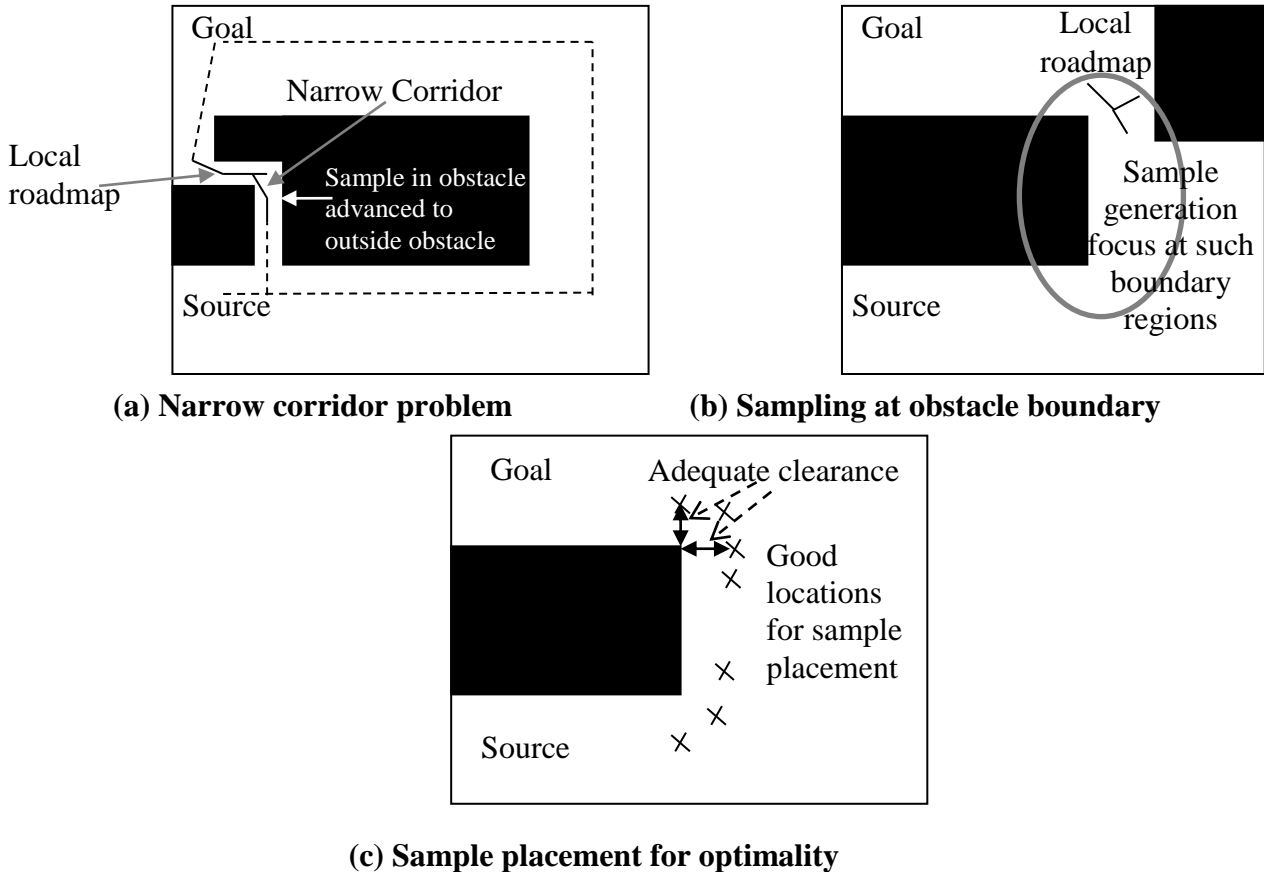 Goal
Narrow Corridor
Local
roadmap
Sample in obstacle
advanced to
outside obstacle
Source
(a) Narrow corridor problem
Goal
Local
roadmap
Sample
generation
focus at such
boundary
regions
Source
(b) Sampling at obstacle boundary
Goal
Adequate clearance
Good
locations
for sample
placement
Source
(c) Sample placement for optimality